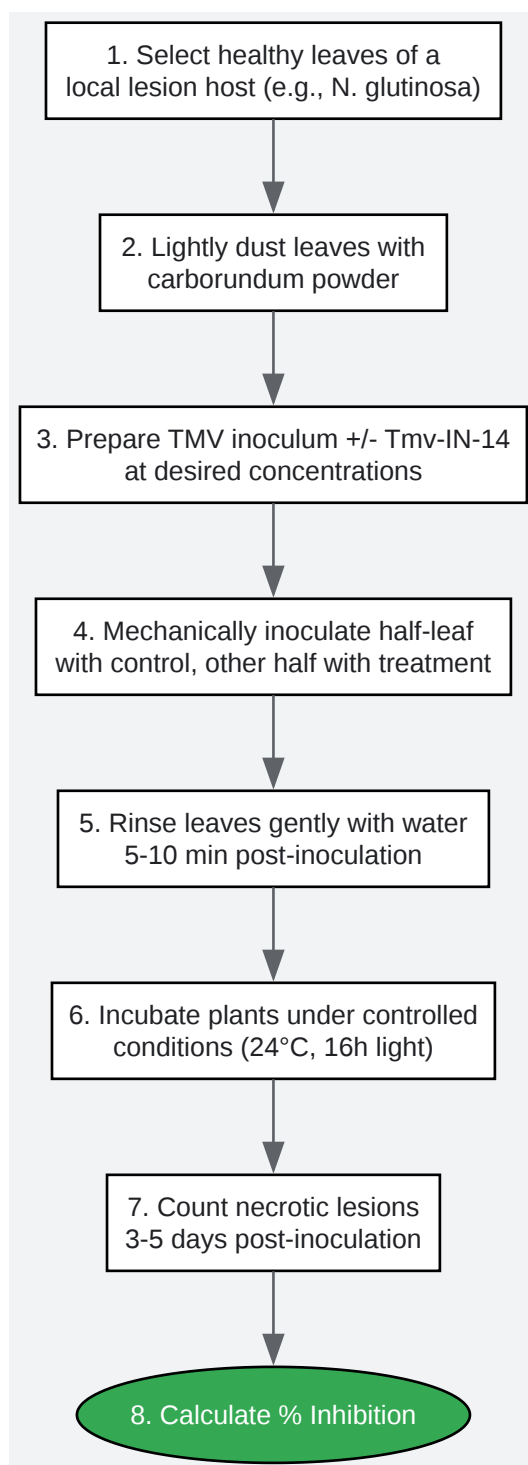 1. Select healthy leaves of a
local lesion host (e.g., N. glutinosa)
2. Lightly dust leaves with
carborundum powder
3. Prepare TMV inoculum +/- Tmv-IN-14
at desired concentrations
4. Mechanically inoculate half-leaf
with control, other half with treatment
5. Rinse leaves gently with water
5-10 min post-inoculation
6. Incubate plants under controlled
conditions (24°C, 16h light)
7. Count necrotic lesions
3-5 days post-inoculation
8. Calculate % Inhibition